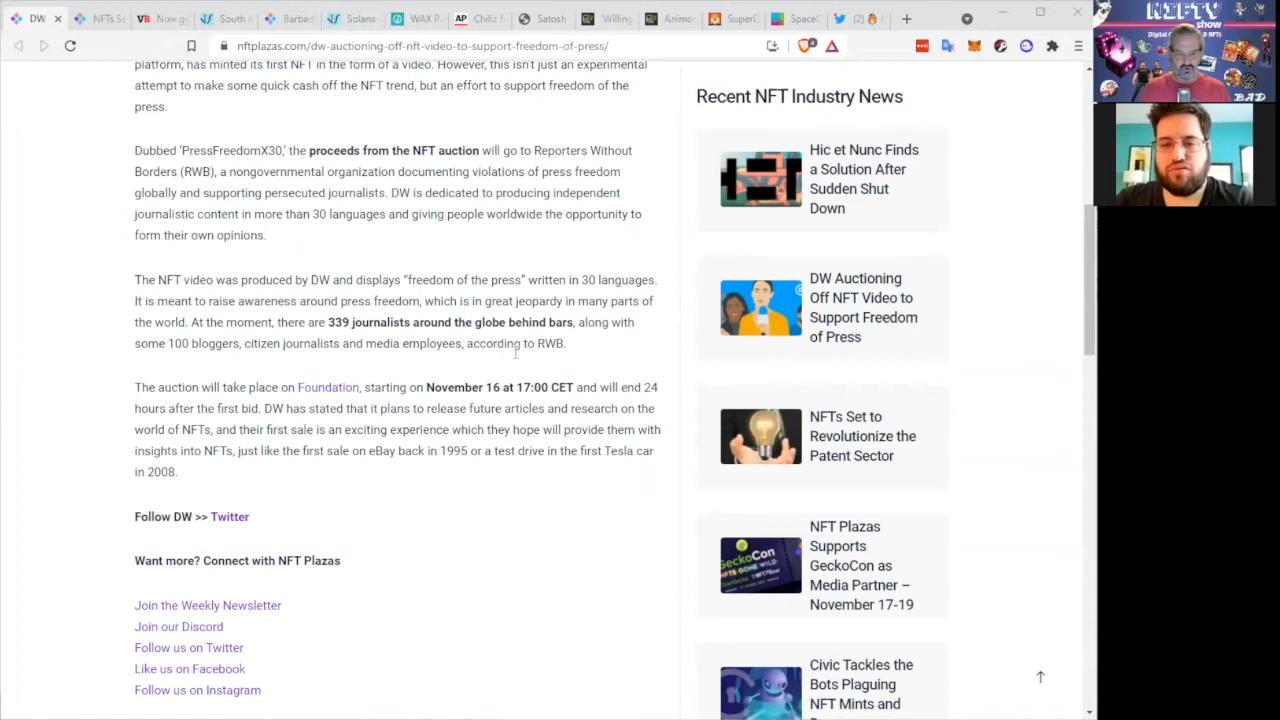 DW
NFTs Se
Now g
South A
Barbad
Solana
WAX P
AP
Chiliz
Satosh
"Willing
Animo
SuperD
SpaceD
(2)
nftplazas.com/dw-auctioning-off-nft-video-to-support-freedom-of-press/
platform, has minted its first NFT in the form of a video. However, this isn't just an experimental
attempt to make some quick cash off the NFT trend, but an effort to support freedom of the
press.
Dubbed 'PressFreedomX30,' the proceeds from the NFT auction will go to Reporters Without
Borders (RWB), a nongovernmental organization documenting violations of press freedom
globally and supporting persecuted journalists. DW is dedicated to producing independent
journalistic content in more than 30 languages and giving people worldwide the opportunity to
form their own opinions.
The NFT video was produced by DW and displays "freedom of the press" written in 30 languages.
It is meant to raise awareness around press freedom, which is in great jeopardy in many parts of
the world. At the moment, there are 339 journalists around the globe behind bars, along with
some 100 bloggers, citizen journalists and media employees, according to RWB.
The auction will take place on Foundation, starting on November 16 at 17:00 CET and will end 24
hours after the first bid. DW has stated that it plans to release future articles and research on the
world of NFTs, and their first sale is an exciting experience which they hope will provide them with
insights into NFTs, just like the first sale on eBay back in 1995 or a test drive in the first Tesla car
in 2008.
Follow DW >> Twitter
Want more? Connect with NFT Plazas
Join the Weekly Newsletter
Join our Discord
Follow us on Twitter
Like us on Facebook
Follow us on Instagram
Recent NFT Industry News
Hic et Nunc Finds
a Solution After
Sudden Shut
Down
DW Auctioning
Off NFT Video to
Support Freedom
of Press
NFTs Set to
Revolutionize the
Patent Sector
GeckoCon
NFTS GONE WILD
NFT Plazas
Supports
GeckoCon as
Media Partner –
November 17-19
Civic Tackles the
Bots Plaguing
NFT Mints and
NIFTY
show
BAD